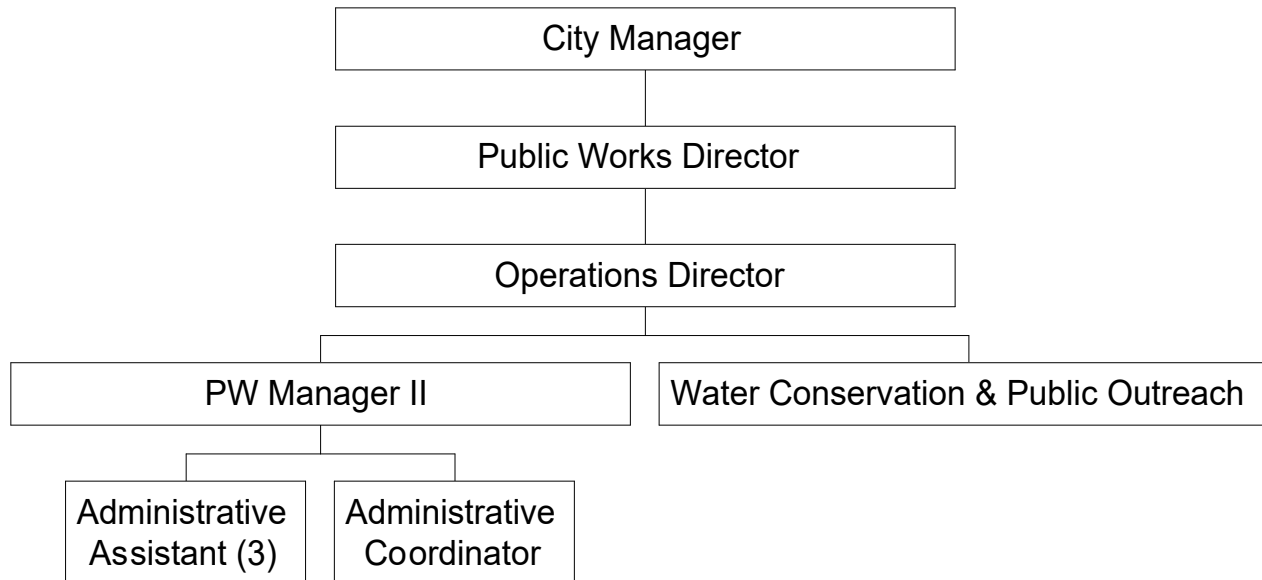 City Manager
Public Works Director
Operations Director
PW Manager II
Water Conservation & Public Outreach
Administrative
Assistant (3)
Administrative
Coordinator